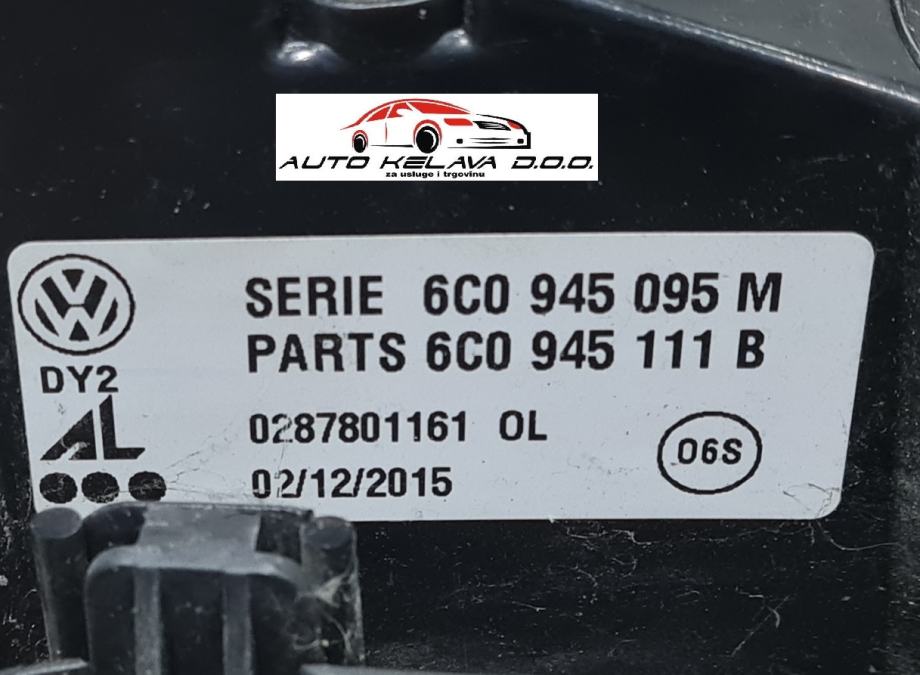 AUTO KELAVA D.O.O.
za usluge i trgovinu
SERIE 6C0 945 095 M
PARTS 6C0 945 111 B
DY2
AL
0287801161 OL
06S
02/12/2015